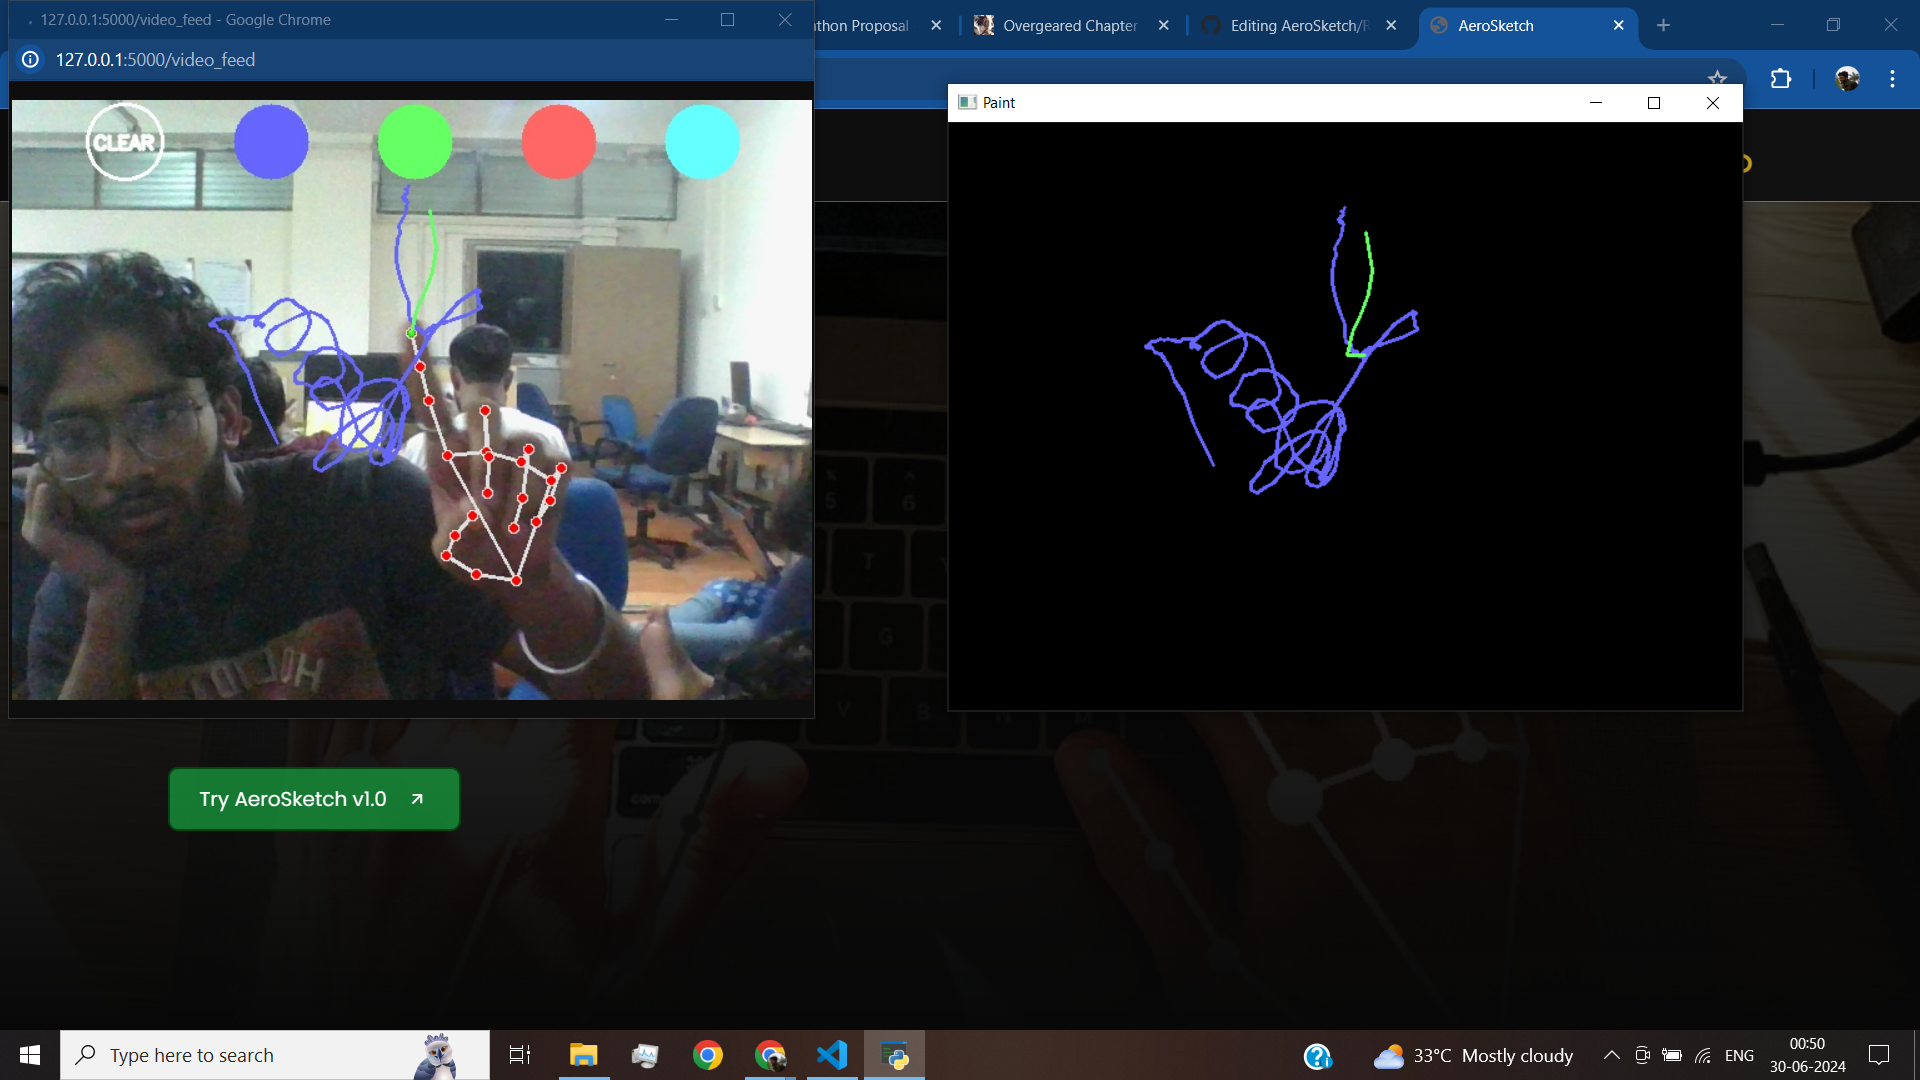 127.0.0.1:5000/video_feed - Google Chrome
thon Proposal
Overgeared Chapter
Editing AeroSketch/R
AeroSketch
127.0.0.1:5000/video_feed
Paint
CLEAR
5
6
T
G
V
B
Try AeroSketch v1.0
Type here to search
33°C Mostly cloudy
ENG
00:50
30-06-2024